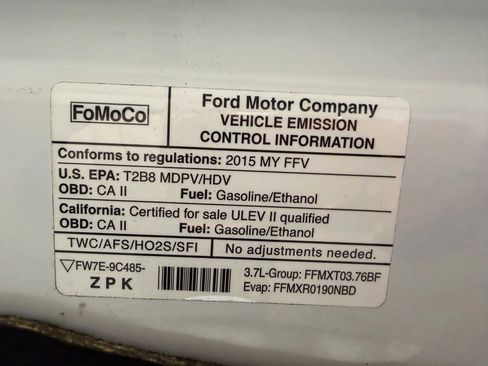 FoMoCo
Ford Motor Company
VEHICLE EMISSION
CONTROL INFORMATION
Conforms to regulations: 2015 MY FFV
U.S. EPA: T2B8 MDPV/HDV
OBD: CA II Fuel: Gasoline/Ethanol
California: Certified for sale ULEV II qualified
OBD: CA II Fuel: Gasoline/Ethanol
TWC/AFS/HO2S/SFI No adjustments needed.
FW7E-9C485-
ZPK
3.7L-Group: FFMXT03.76BF
Evap: FFMXR0190NBD